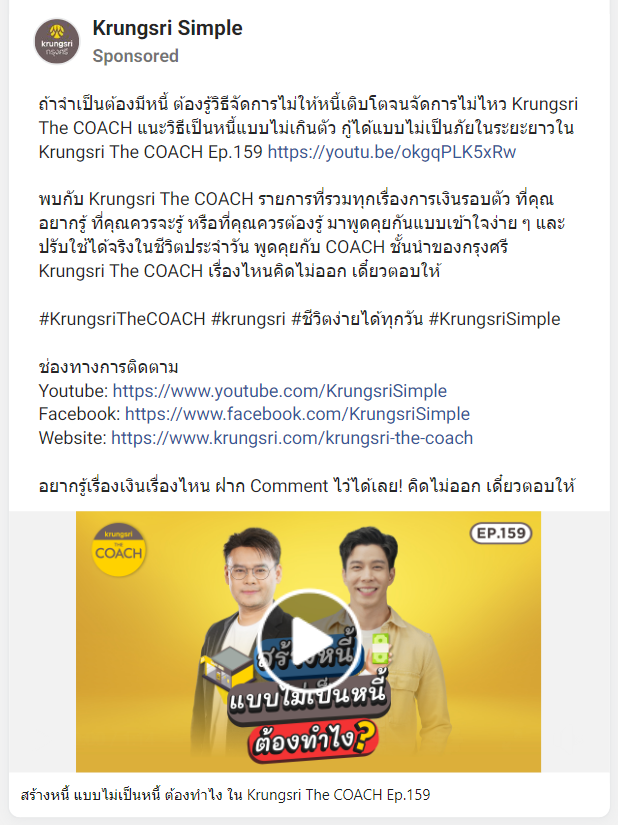 krungsri
กรุงศรี
Krungsri Simple
Sponsored
ถ้าจำเป็นต้องมีหนี้ ต้องรู้วิธีจัดการไม่ให้หนี้เติบโตจนจัดการไม่ไหว Krungsri
The COACH แนะวิธีเป็นหนี้แบบไม่เกินตัว กู้ได้แบบไม่เป็นภัยในระยะยาวใน
Krungsri The COACH Ep.159 https://youtu.be/okgqPLK5xRw
พบกับ Krungsri The COACH รายการที่รวมทุกเรื่องการเงินรอบตัว ที่คุณ
อยากรู้ ที่คุณควรจะรู้ หรือที่คุณควรต้องรู้ มาพูดคุยกันแบบเข้าใจง่าย ๆ และ
ปรับใช้ได้จริงในชีวิตประจำวัน พูดคุยกับ COACH ชั้นนำของกรุงศรี
Krungsri The COACH เรื่องไหนคิดไม่ออก เดี๋ยวตอบให้
#KrungsriTheCOACH #krungsri #ชีวิตง่ายได้ทุกวัน #KrungsriSimple
ช่องทางการติดตาม
Youtube: https://www.youtube.com/KrungsriSimple
Facebook: https://www.facebook.com/KrungsriSimple
Website: https://www.krungsri.com/krungsri-the-coach
อยากรู้เรื่องเงินเรื่องไหน ฝาก Comment ไว้ได้เลย! คิดไม่ออก เดี๋ยวตอบให้
krungsri
THE
COACH
EP.159
สร้างหนี้
แบบไม่เป็นหนี้
ต้องทำไง?
สร้างหนี้ แบบไม่เป็นหนี้ ต้องทำไง ใน Krungsri The COACH Ep.159